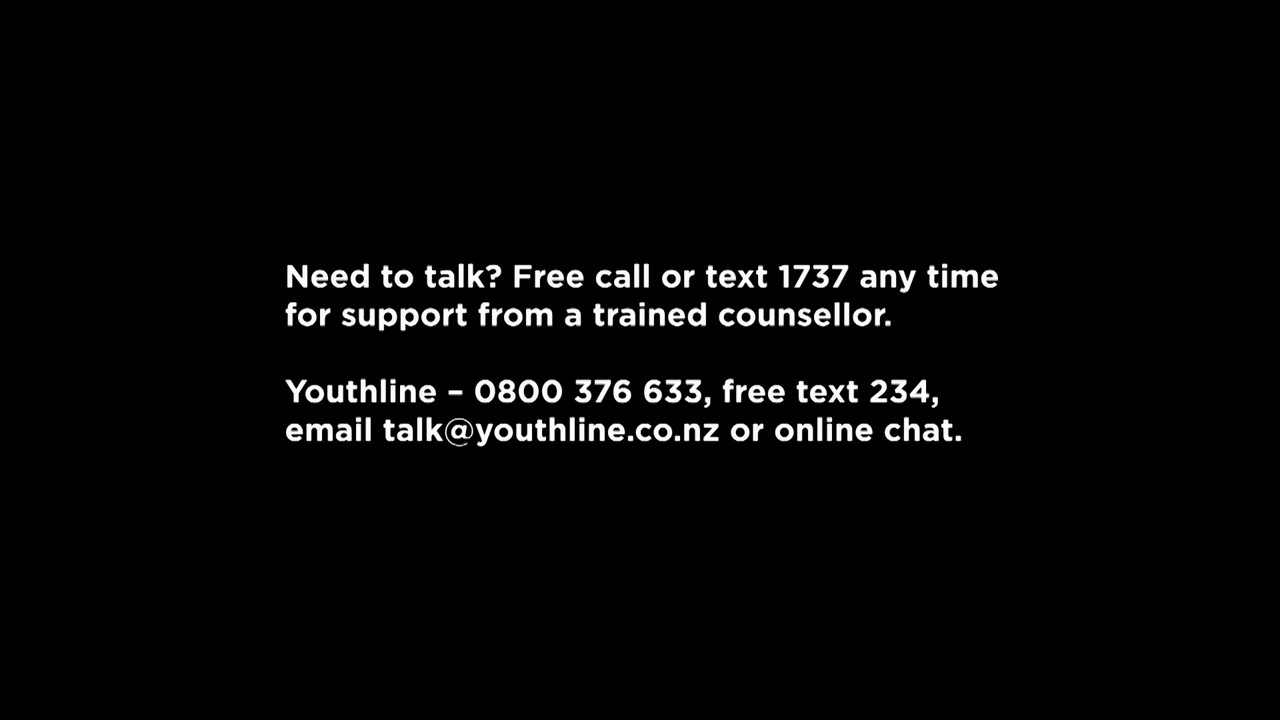 Need to talk? Free call or text 1737 any time
for support from a trained counsellor.
Youthline – 0800 376 633, free text 234,
email talk@youthline.co.nz or online chat.